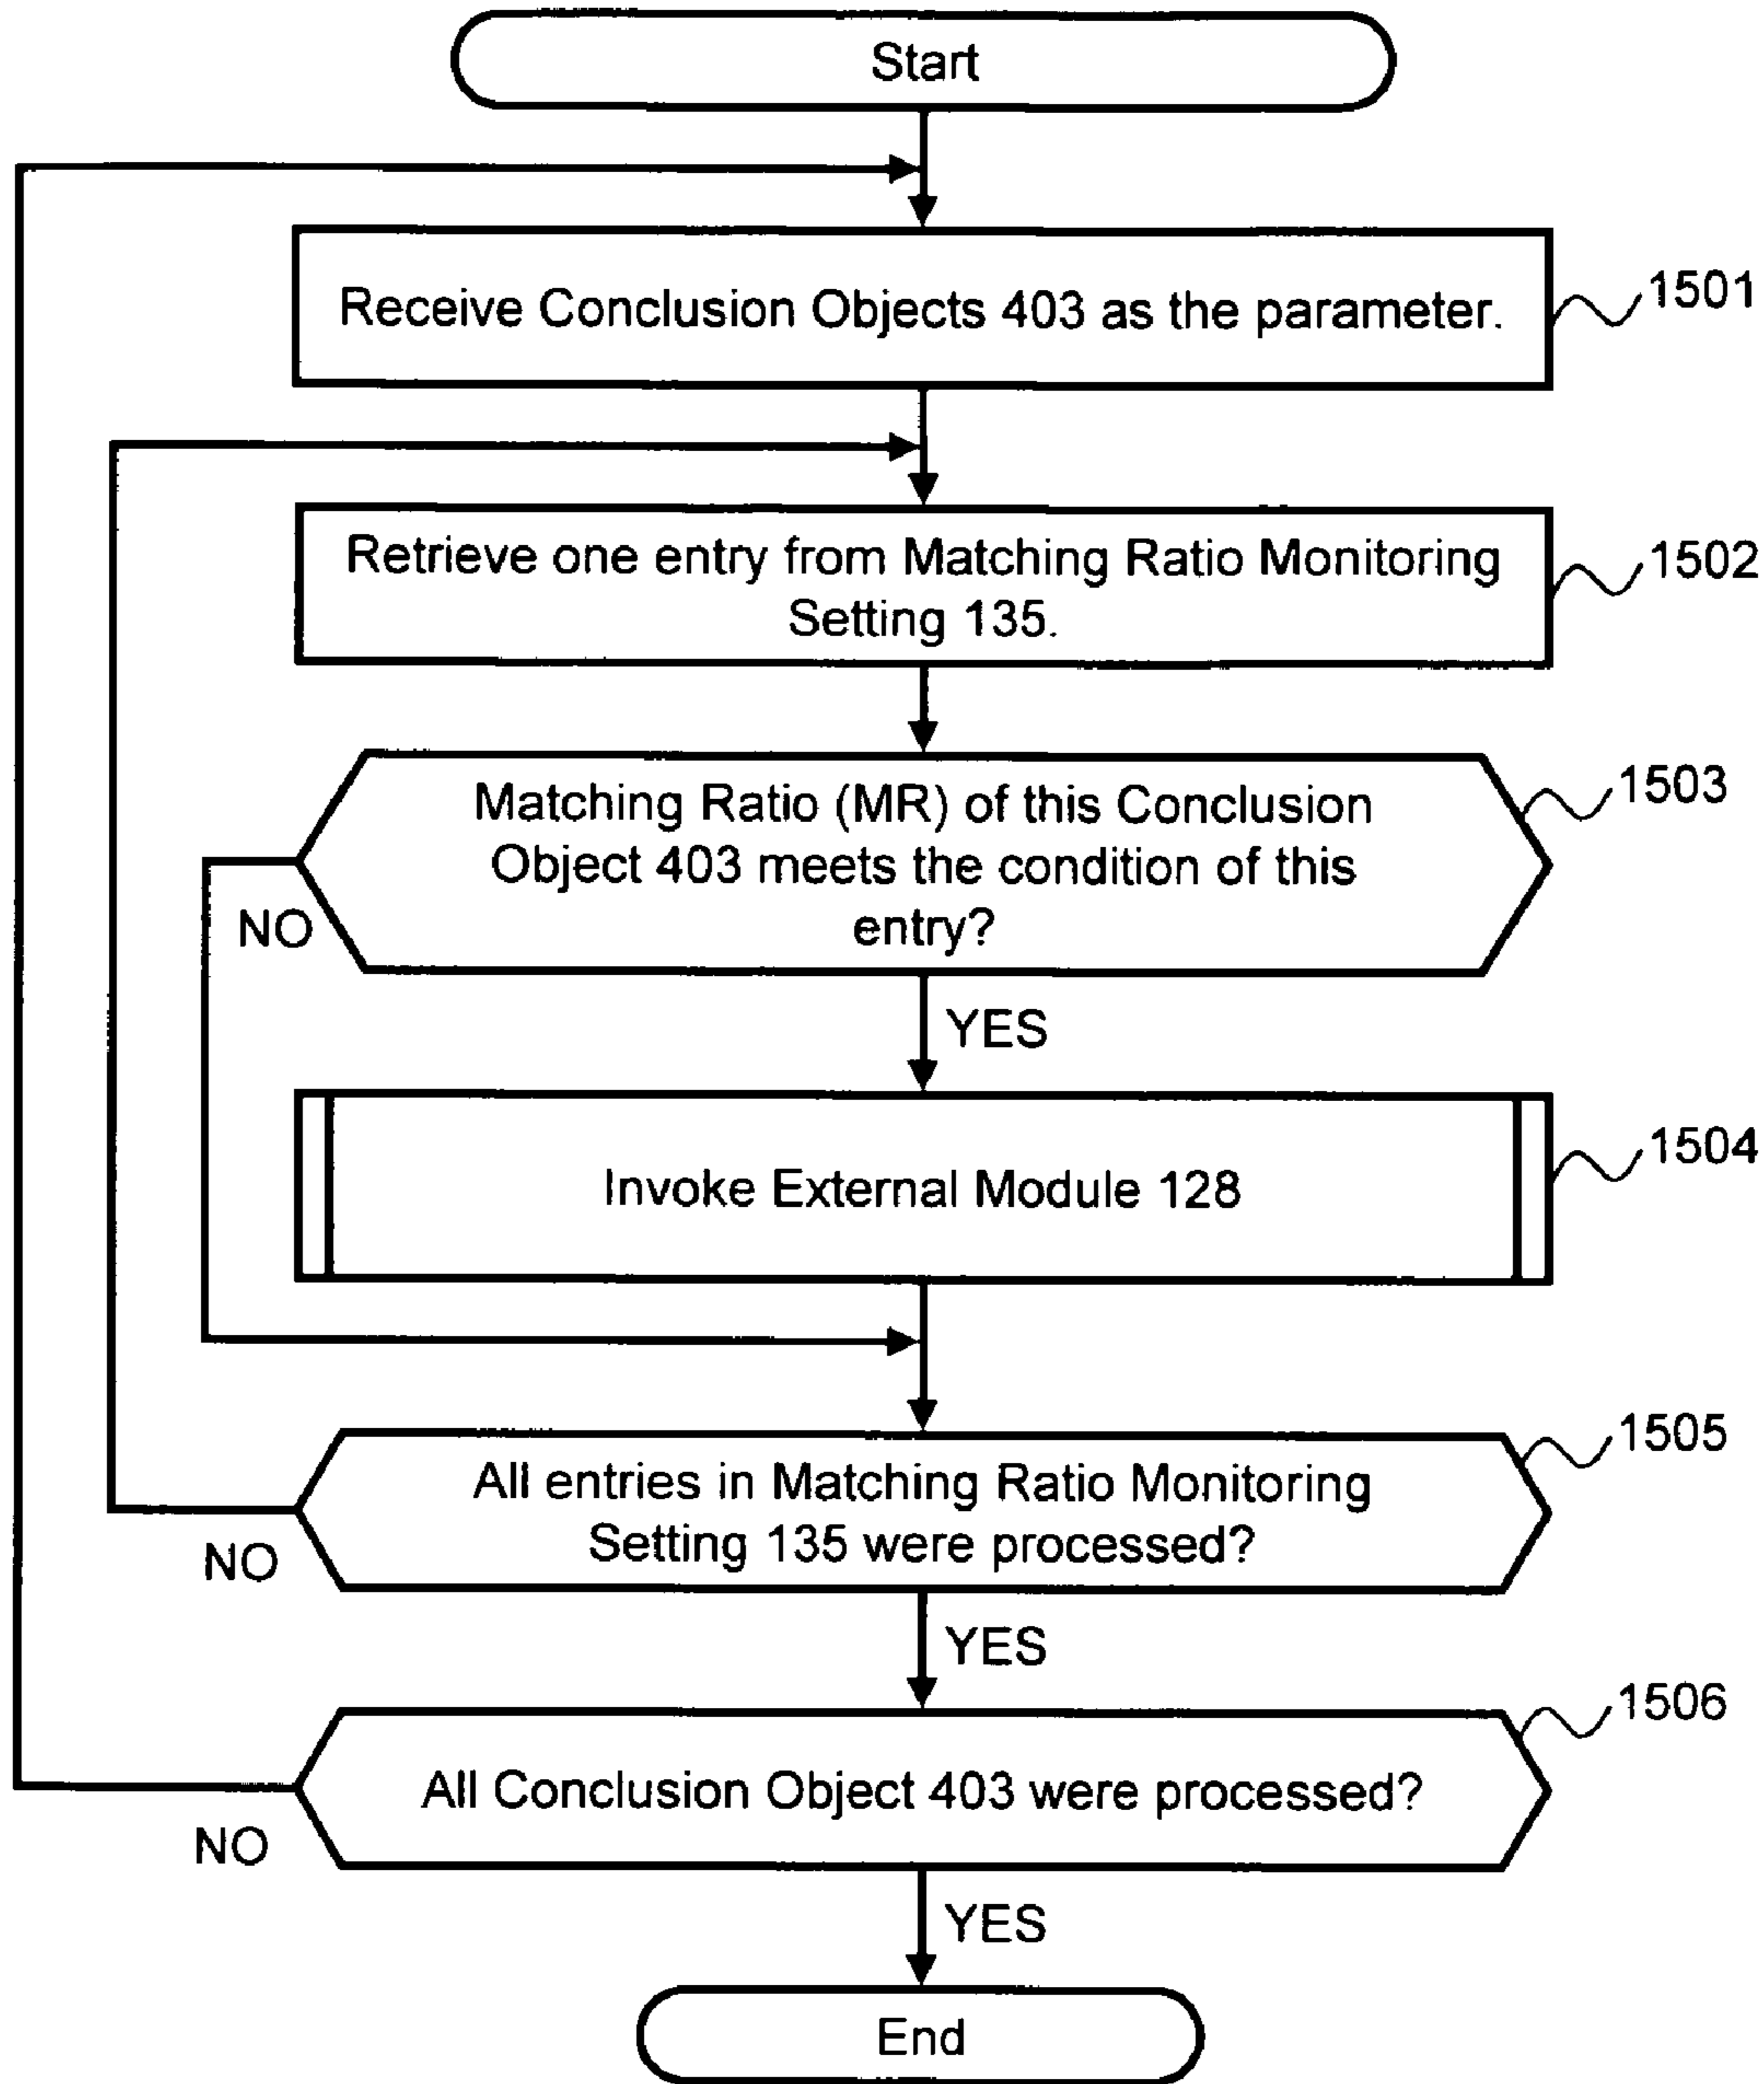 Start
Receive Conclusion Objects 403 as the parameter.
1501
Retrieve one entry from Matching Ratio Monitoring
Setting 135.
1502
Matching Ratio (MR) of this Conclusion
Object 403 meets the condition of this
entry?
1503
NO
YES
Invoke External Module 128
1504
All entries in Matching Ratio Monitoring
Setting 135 were processed?
1505
NO
YES
All Conclusion Object 403 were processed?
1506
NO
YES
End